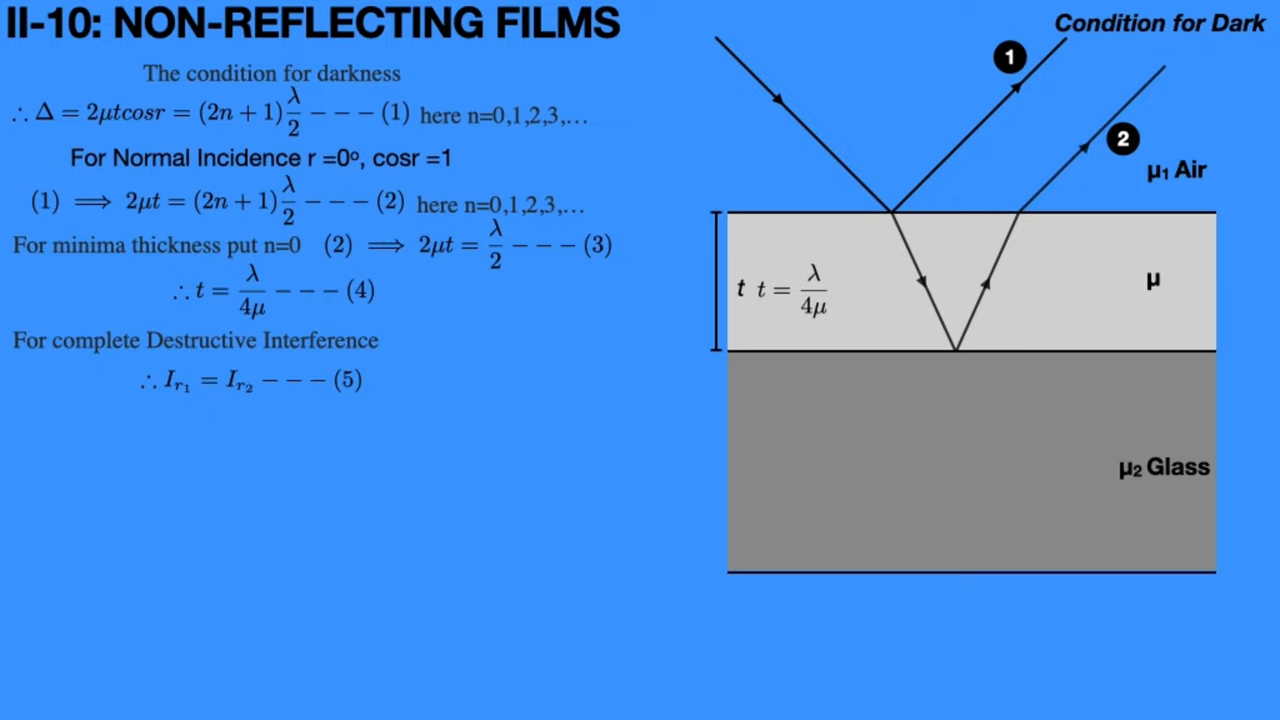 II-10: NON-REFLECTING FILMS
The condition for darkness
∴ Δ = 2μtcosr = (2n + 1)λ/2 − − − (1) here n=0,1,2,3,...
For Normal Incidence r =0º, cosr =1
(1) ⟹ 2μt = (2n + 1)λ/2 − − − (2) here n=0,1,2,3,...
For minima thickness put n=0 (2) ⟹ 2μt = λ/2 − − − (3)
∴ t = λ/4μ − − − (4)
For complete Destructive Interference
∴ Iᵣ₁ = Iᵣ₂ − − − (5)
Condition for Dark
1
2
μ₁ Air
t t = λ/4μ
μ
μ₂ Glass